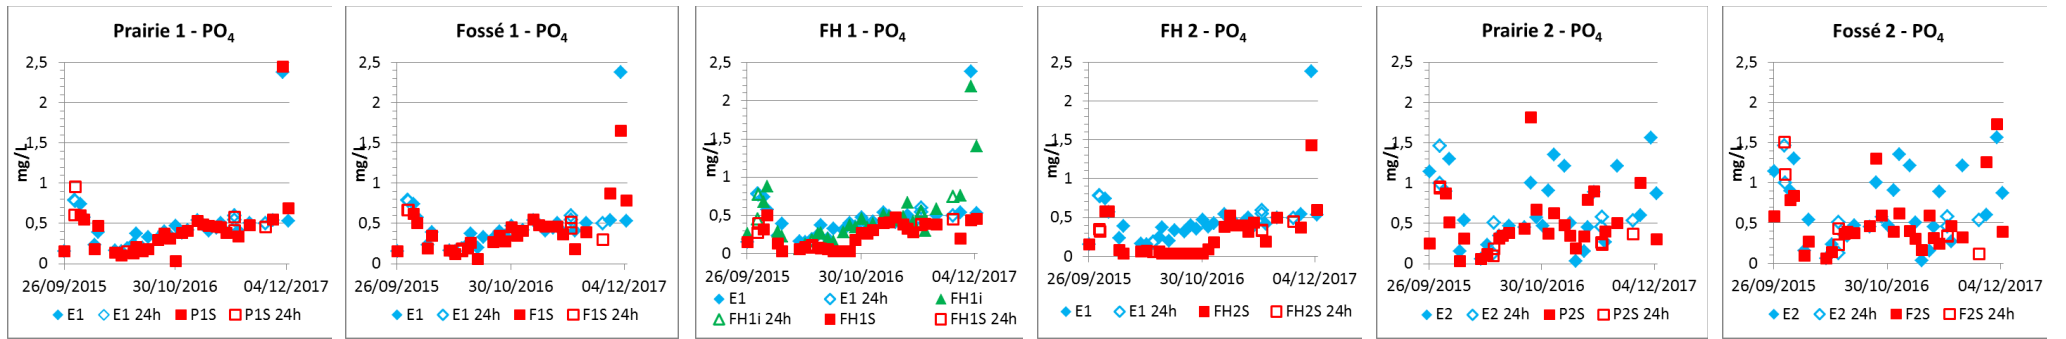 Prairie 1 - PO4
2,5
2
1,5
1
0,5
0
mg/L
26/09/2015 30/10/2016 04/12/2017
E1 E1 24h P1S P1S 24h
Fossé 1 - PO4
2,5
2
1,5
1
0,5
0
mg/L
26/09/2015 30/10/2016 04/12/2017
E1 E1 24h F1S F1S 24h
FH 1 - PO4
2,5
2
1,5
1
0,5
0
mg/L
26/09/2015 30/10/2016 04/12/2017
E1 E1 24h FH1i
FH1i 24h FH1S FH1S 24h
FH 2 - PO4
2,5
2
1,5
1
0,5
0
mg/L
26/09/2015 30/10/2016 04/12/2017
E1 E1 24h FH2S FH2S 24h
Prairie 2 - PO4
2,5
2
1,5
1
0,5
0
mg/L
26/09/2015 30/10/2016 04/12/2017
E2 E2 24h P2S P2S 24h
Fossé 2 - PO4
2,5
2
1,5
1
0,5
0
mg/L
26/09/2015 30/10/2016 04/12/2017
E2 E2 24h F2S F2S 24h